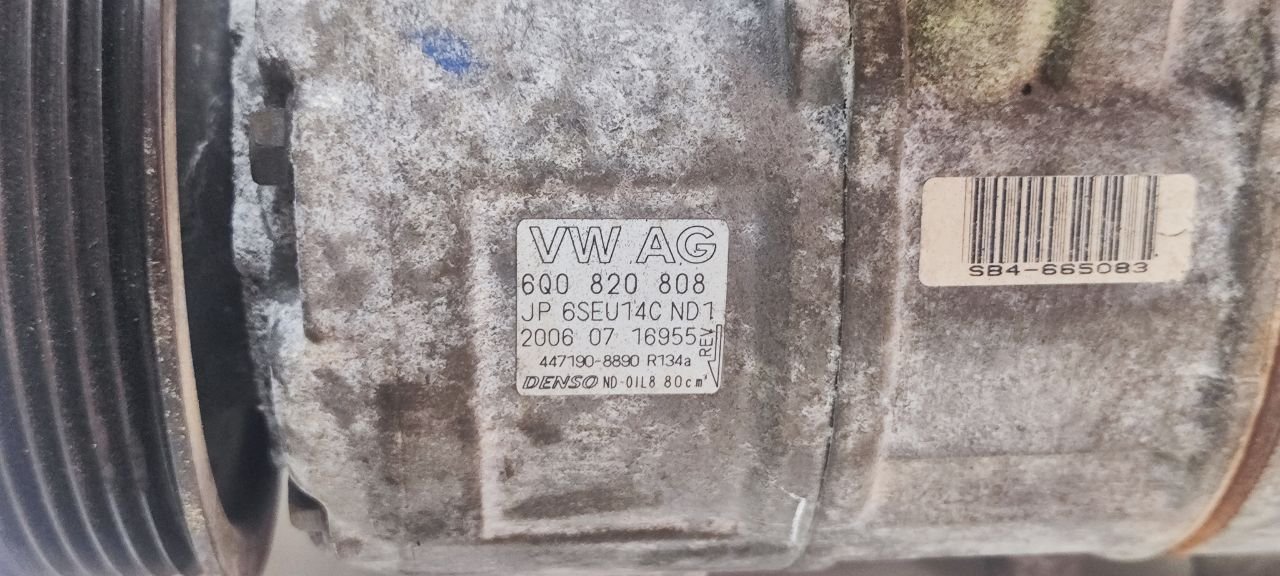 VW AG
6Q0 820 808
JP 6SEU14C ND1
2006 07 16955
REV
447190-8890 R134a
DENSO ND-OIL8 80cm³
SB4-665083